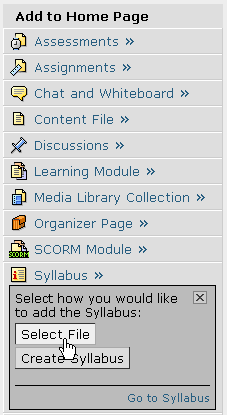 Add to Home Page
Assessments »
Assignments »
Chat and Whiteboard »
Content File »
Discussions »
Learning Module »
Media Library Collection »
Organizer Page »
SCORM
SCORM Module »
Syllabus »
Select how you would like
to add the Syllabus:
Select File
Create Syllabus
Go to Syllabus